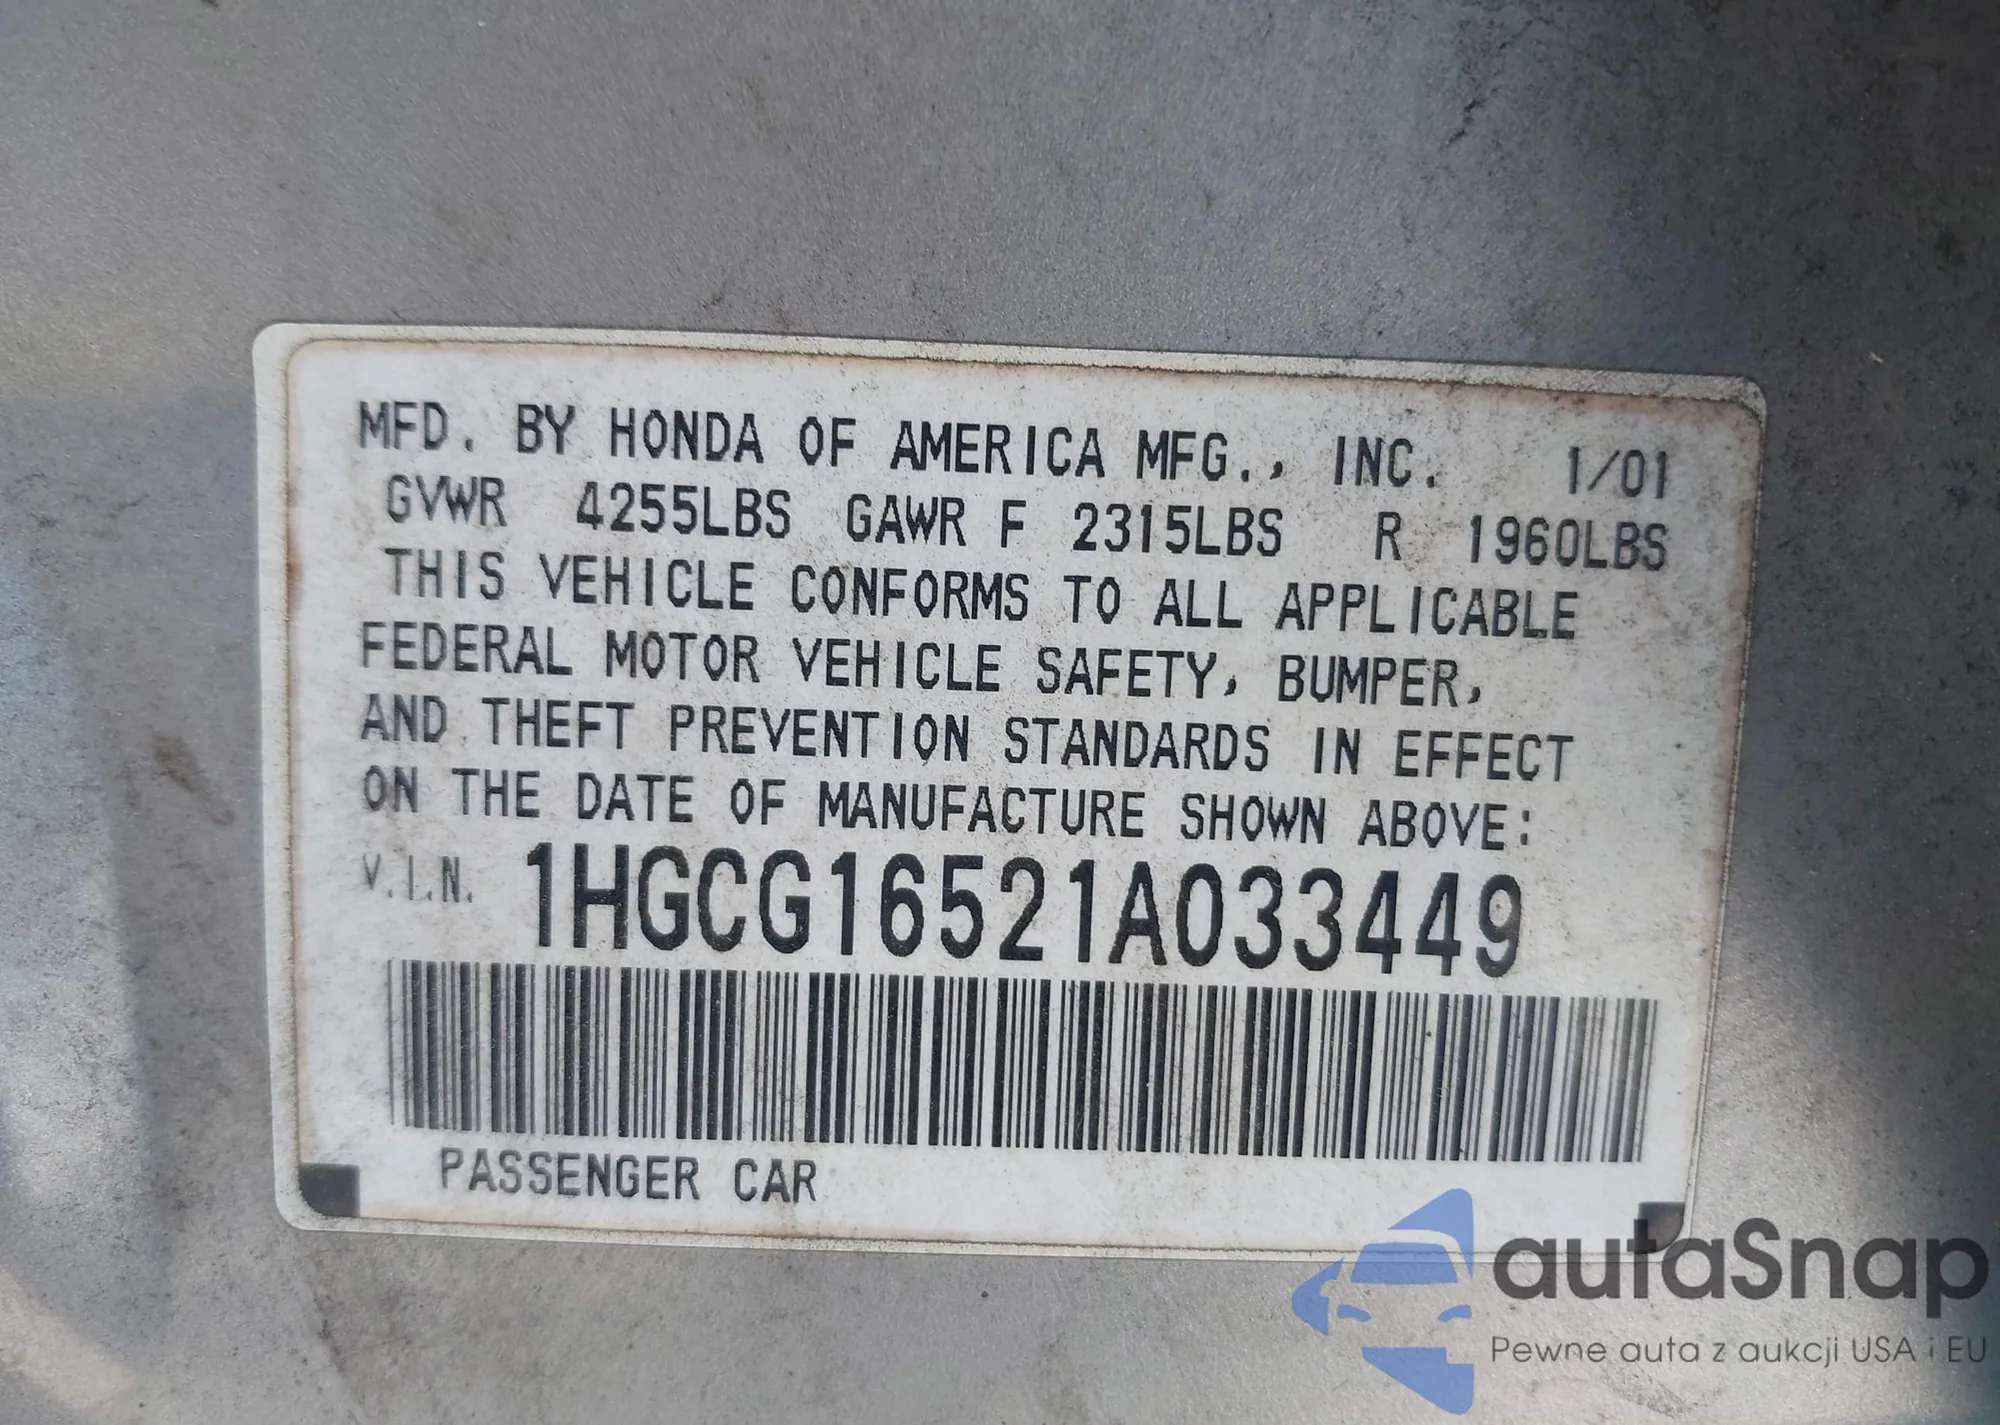 MFD. BY HONDA OF AMERICA MFG., INC. 1/01
GVWR 4255LBS GAWR F 2315LBS R 1960LBS
THIS VEHICLE CONFORMS TO ALL APPLICABLE
FEDERAL MOTOR VEHICLE SAFETY, BUMPER,
AND THEFT PREVENTION STANDARDS IN EFFECT
ON THE DATE OF MANUFACTURE SHOWN ABOVE:
V.I.N. 1HGCG16521A033449
PASSENGER CAR
autaSnap
Pewne auta z aukcji USA i EU